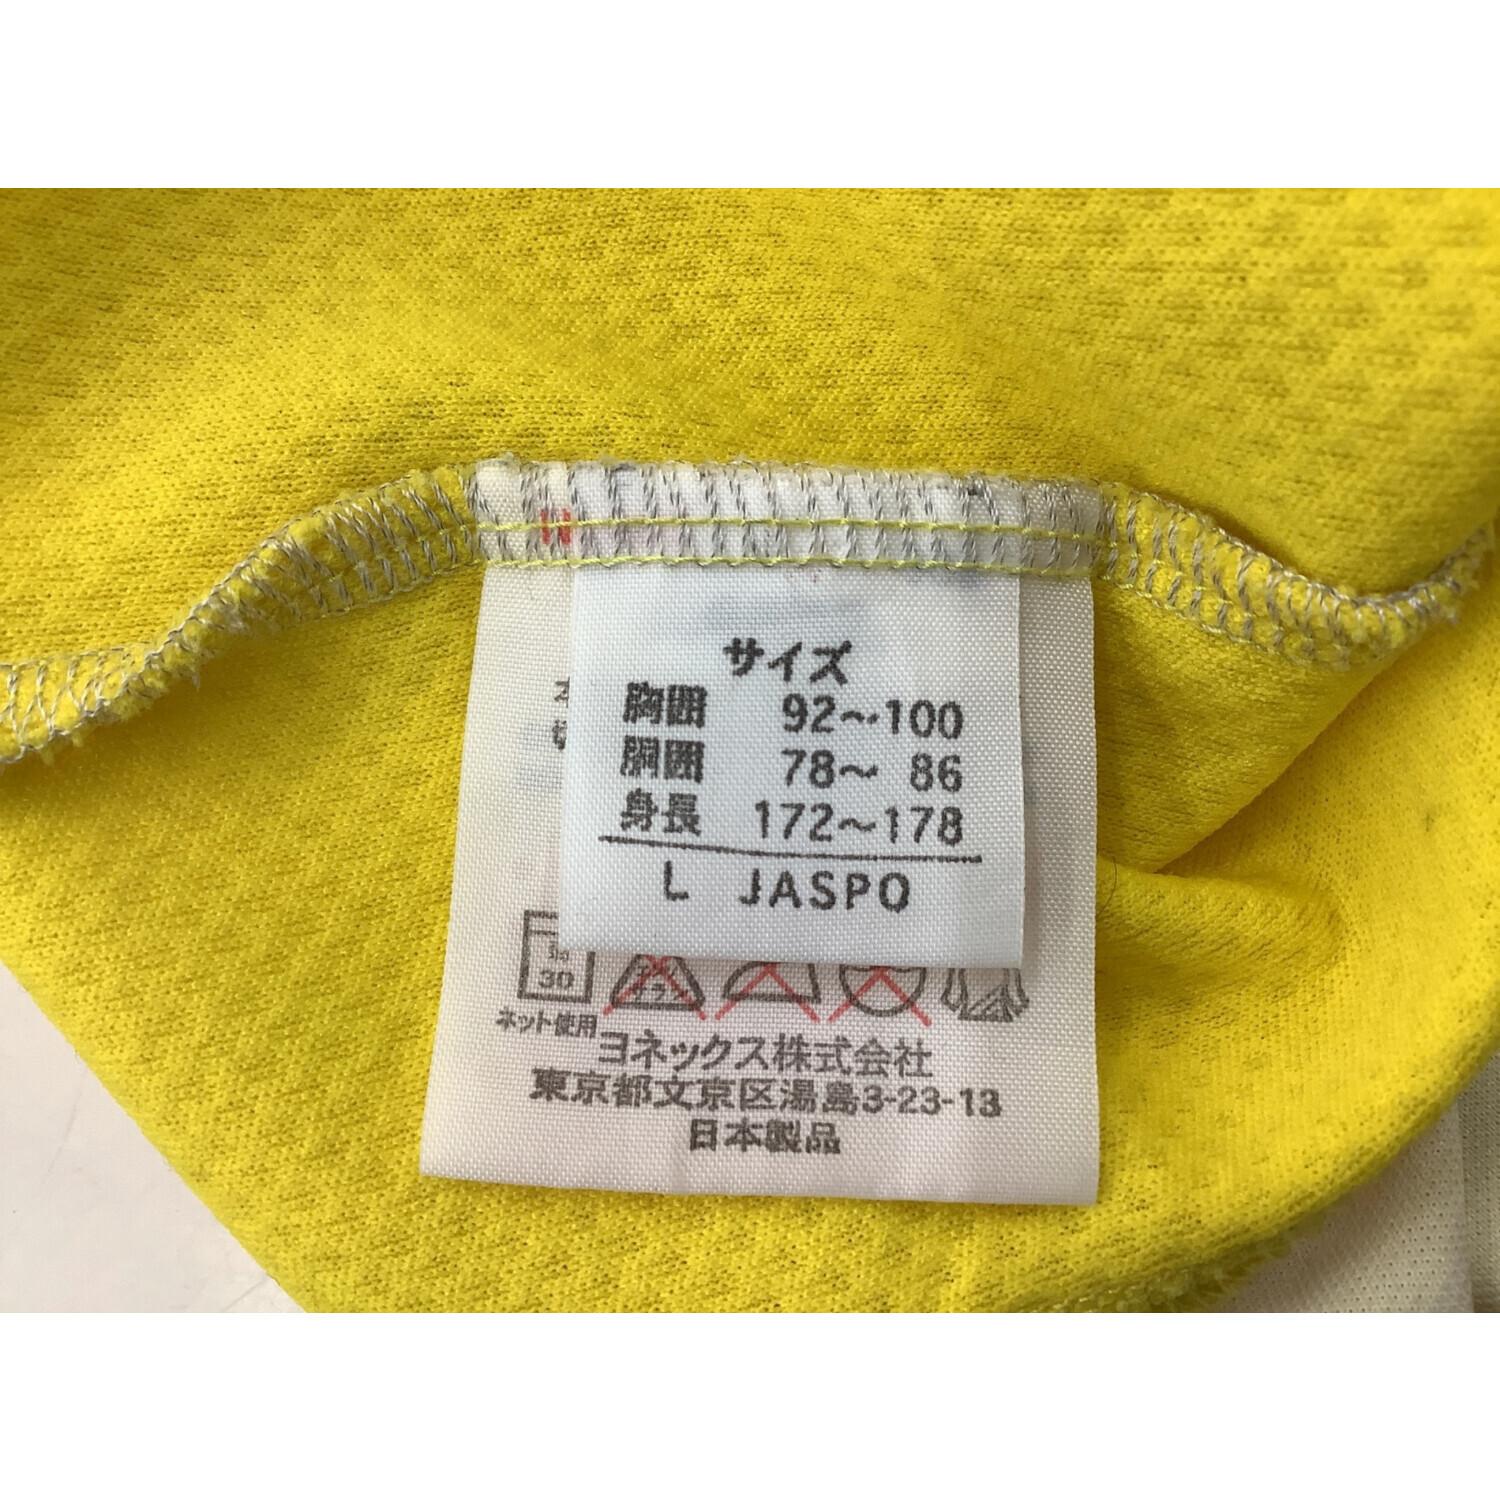 サイズ
胸囲 92～100
胴囲 78～ 86
身長 172～178
L JASPO
30
ネット使用
ヨネックス株式会社
東京都文京区湯島3-23-13
日本製品